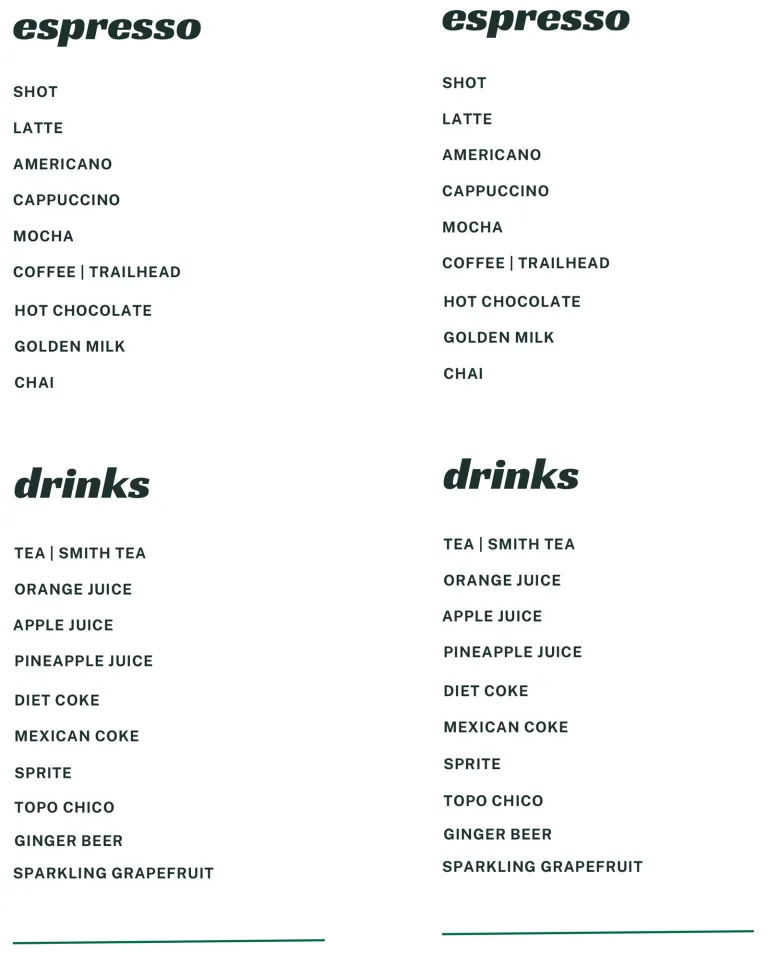 espresso
SHOT
LATTE
AMERICANO
CAPPUCCINO
MOCHA
COFFEE | TRAILHEAD
HOT CHOCOLATE
GOLDEN MILK
CHAI
drinks
TEA | SMITH TEA
ORANGE JUICE
APPLE JUICE
PINEAPPLE JUICE
DIET COKE
MEXICAN COKE
SPRITE
TOPO CHICO
GINGER BEER
SPARKLING GRAPEFRUIT
espresso
SHOT
LATTE
AMERICANO
CAPPUCCINO
MOCHA
COFFEE | TRAILHEAD
HOT CHOCOLATE
GOLDEN MILK
CHAI
drinks
TEA | SMITH TEA
ORANGE JUICE
APPLE JUICE
PINEAPPLE JUICE
DIET COKE
MEXICAN COKE
SPRITE
TOPO CHICO
GINGER BEER
SPARKLING GRAPEFRUIT